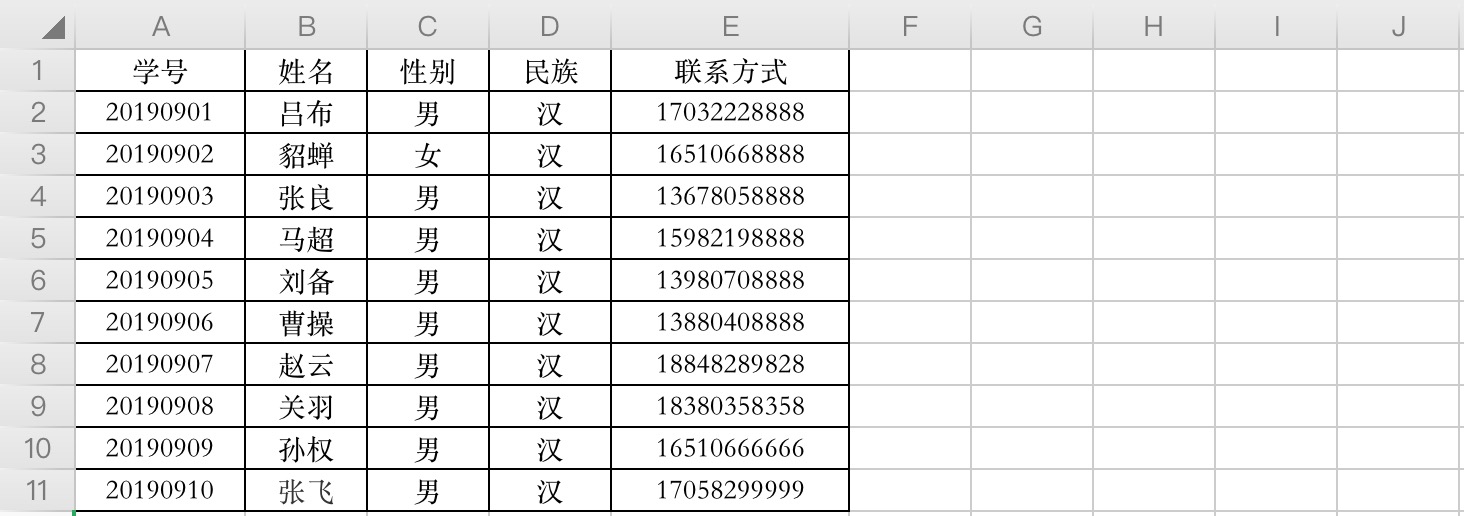 A B C D E F G H I J
1 学号 姓名 性别 民族 联系方式
2 20190901 吕布 男 汉 17032228888
3 20190902 貂蝉 女 汉 16510668888
4 20190903 张良 男 汉 13678058888
5 20190904 马超 男 汉 15982198888
6 20190905 刘备 男 汉 13980708888
7 20190906 曹操 男 汉 13880408888
8 20190907 赵云 男 汉 18848289828
9 20190908 关羽 男 汉 18380358358
10 20190909 孙权 男 汉 16510666666
11 20190910 张飞 男 汉 17058299999